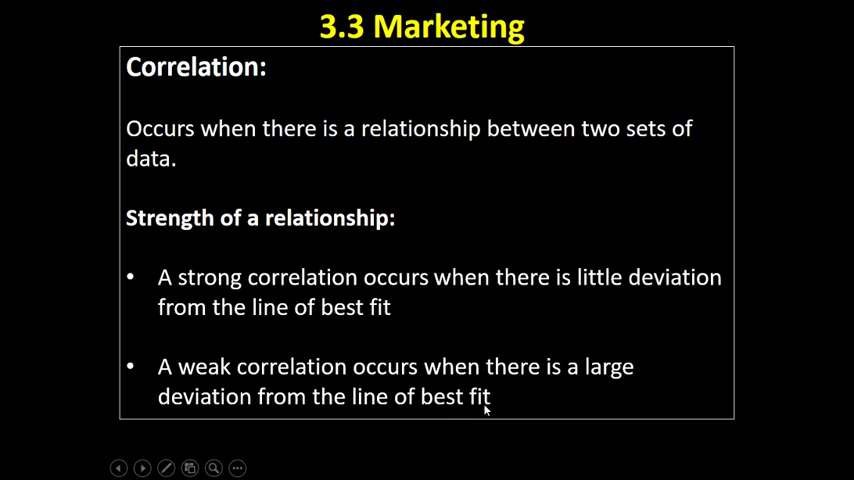 3.3 Marketing
Correlation:
Occurs when there is a relationship between two sets of
data.
Strength of a relationship:
• A strong correlation occurs when there is little deviation
from the line of best fit
• A weak correlation occurs when there is a large
deviation from the line of best fit